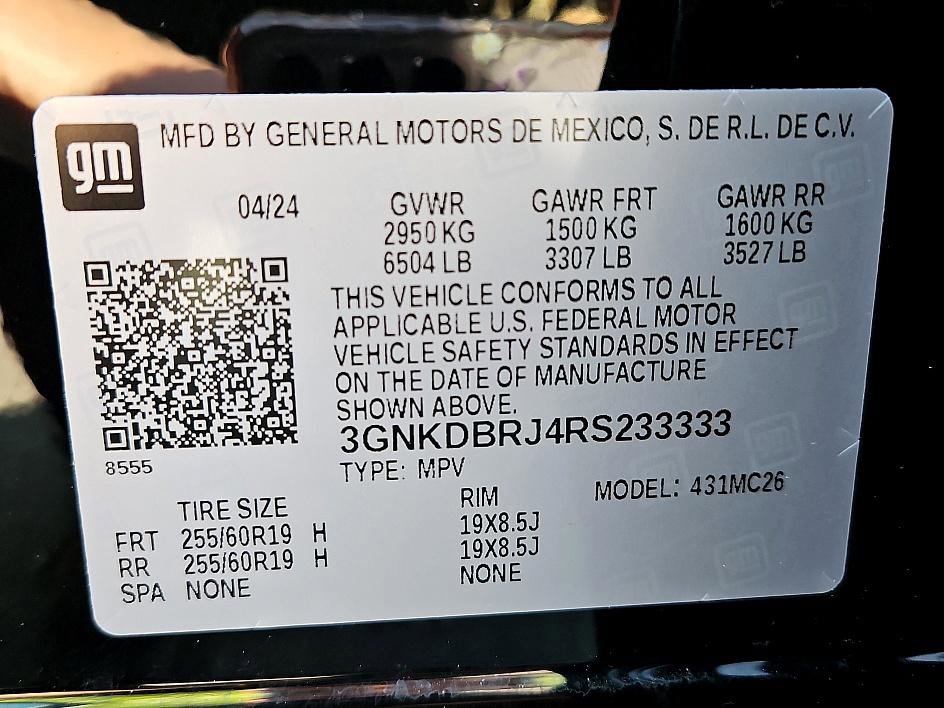 gm
MFD BY GENERAL MOTORS DE MEXICO, S. DE R.L. DE C.V.
04/24 GVWR GAWR FRT GAWR RR
2950 KG 1500 KG 1600 KG
6504 LB 3307 LB 3527 LB
THIS VEHICLE CONFORMS TO ALL
APPLICABLE U.S. FEDERAL MOTOR
VEHICLE SAFETY STANDARDS IN EFFECT
ON THE DATE OF MANUFACTURE
SHOWN ABOVE.
3GNKDBRJ4RS233333
8555
TYPE: MPV
MODEL: 431MC26
TIRE SIZE RIM
FRT 255/60R19 H 19X8.5J
RR 255/60R19 H 19X8.5J
SPA NONE NONE